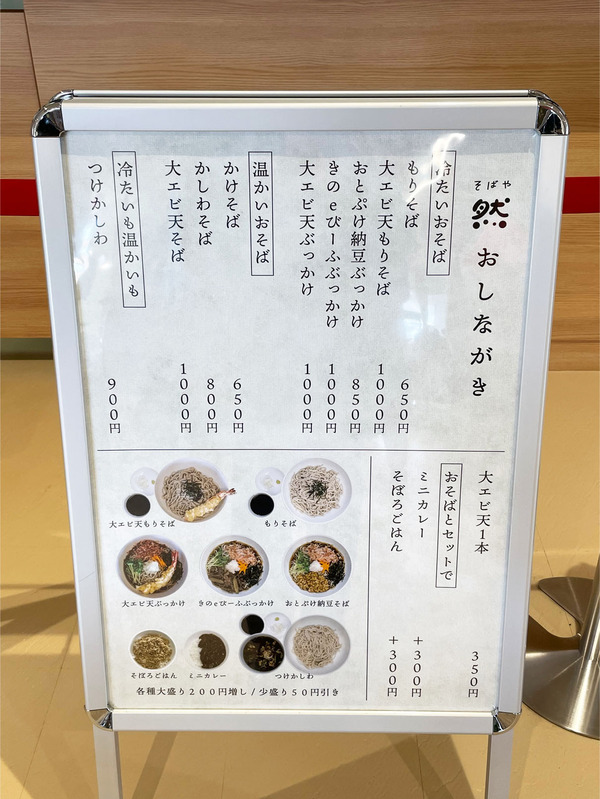 そばや
然
おしながき
冷たいおそば
もりそば 650円
大エビ天もりそば 1000円
おとぷけ納豆ぶっかけ 850円
きのeびーふぶっかけ 1000円
大エビ天ぶっかけ 1000円
温かいおそば
かけそば 650円
かしわそば 800円
大エビ天そば 1000円
冷たいも温かいも
つけかしわ 900円
大エビ天1本 350円
おそばとセットで
ミニカレー +300円
そぼろごはん +300円
大エビ天もりそば
もりそば
大エビ天ぶっかけ
きのeびーふぶっかけ
おとぷけ納豆そば
そぼろごはん
ミニカレー
つけかしわ
各種大盛り200円増し/少盛り50円引き